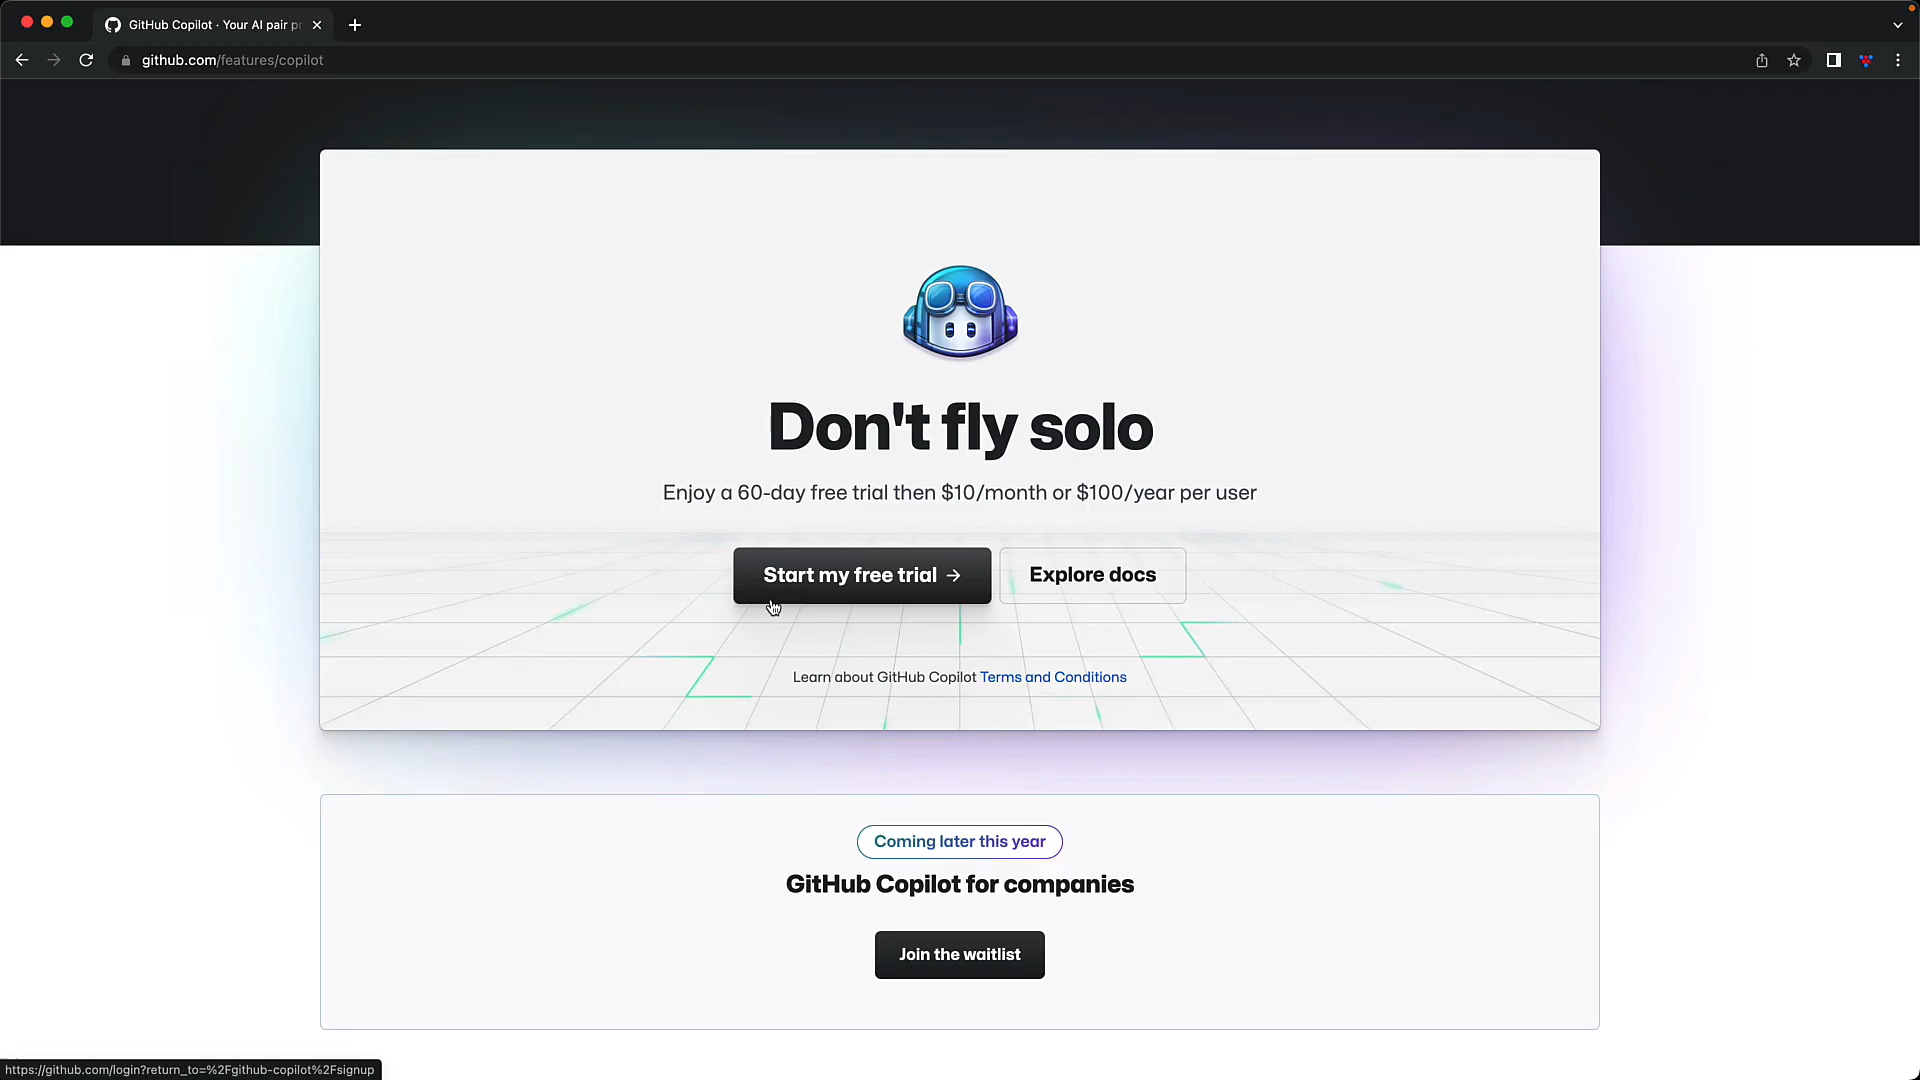 GitHub Copilot · Your AI pair pr
github.com/features/copilot
Don't fly solo
Enjoy a 60-day free trial then $10/month or $100/year per user
Start my free trial →
Explore docs
Learn about GitHub Copilot Terms and Conditions
Coming later this year
GitHub Copilot for companies
Join the waitlist
https://github.com/login?return_to=%2Fgithub-copilot%2Fsignup